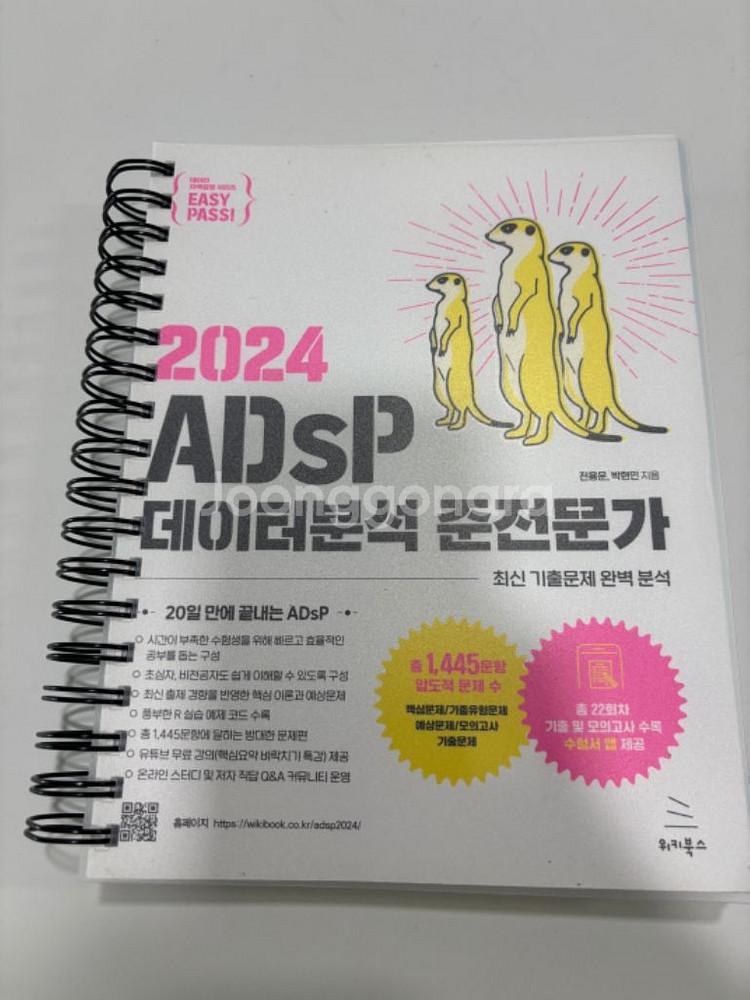 데이터
자격검정 시리즈
EASY
PASS!
2024
ADsP
전용문, 박현민 지음
Joonggongra
데이터분석 준전문가
최신 기출문제 완벽 분석
20일 만에 끝내는 ADsP
시간이 부족한 수험생을 위해 빠르고 효율적인
공부를 돕는 구성
초심자, 비전공자도 쉽게 이해할 수 있도록 구성
최신 출제 경향을 반영한 핵심 이론과 예상문제
풍부한 R 실습 예제 코드 수록
총 1,445문항에 달하는 방대한 문제편
유튜브 무료 강의(핵심요약 벼락치기 특강) 제공
온라인 스터디 및 저자 직답 Q&A 커뮤니티 운영
총 1,445문항
압도적 문제 수
핵심문제/기출유형문제
예상문제/모의고사
기출문제
총 22회차
기출 및 모의고사 수록
수험서 앱 제공
홈페이지 https://wikibook.co.kr/adsp2024/
위키북스